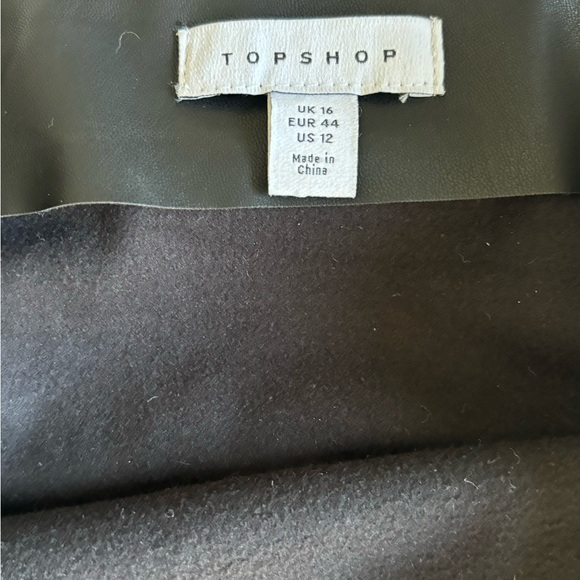 TOPSHOP
UK 16
EUR 44
US 12
Made in
China